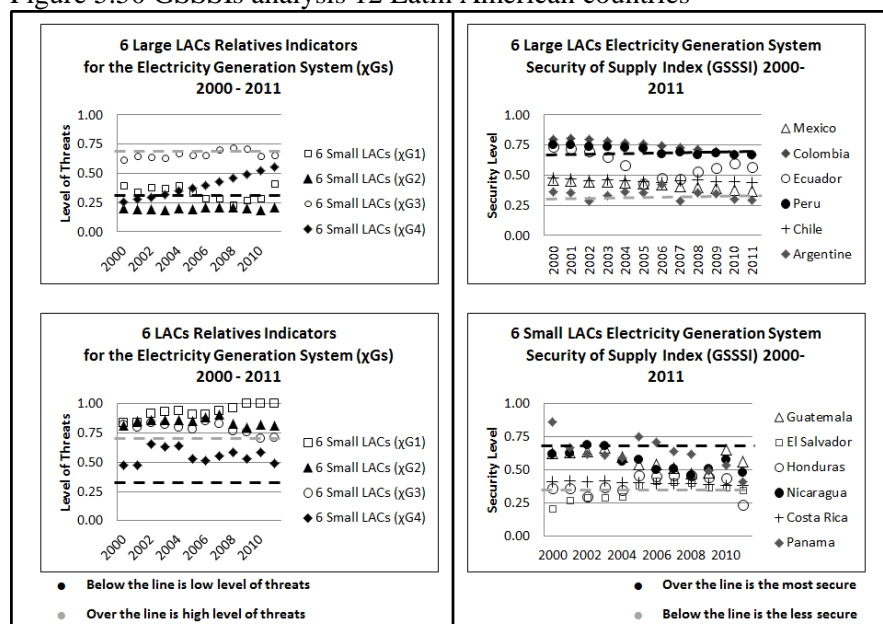 Figure 3.30 GSSSIs analysis 12 Latin American countries
6 Large LACs Relatives Indicators
for the Electricity Generation System (χGs)
2000 - 2011
Level of Threats
1.00
0.75
0.50
0.25
0.00
2000
2002
2004
2006
2008
2010
6 Small LACs (χG1)
6 Small LACs (χG2)
6 Small LACs (χG3)
6 Small LACs (χG4)
6 Large LACs Electricity Generation System
Security of Supply Index (GSSSI) 2000-
2011
Security Level
1.00
0.75
0.50
0.25
0.00
2000
2001
2002
2003
2004
2005
2006
2007
2008
2009
2010
2011
Mexico
Colombia
Ecuador
Peru
Chile
Argentine
6 LACs Relatives Indicators
for the Electricity Generation System (χGs)
2000 - 2011
Level of Threats
1.00
0.75
0.50
0.25
0.00
2000
2002
2004
2006
2008
2010
6 Small LACs (χG1)
6 Small LACs (χG2)
6 Small LACs (χG3)
6 Small LACs (χG4)
6 Small LACs Electricity Generation System
Security of Supply Index (GSSSI) 2000-
2011
Security Level
1.00
0.75
0.50
0.25
0.00
2000
2002
2004
2006
2008
2010
Guatemala
El Salvador
Honduras
Nicaragua
Costa Rica
Panama
Below the line is low level of threats
Over the line is high level of threats
Over the line is the most secure
Below the line is the less secure